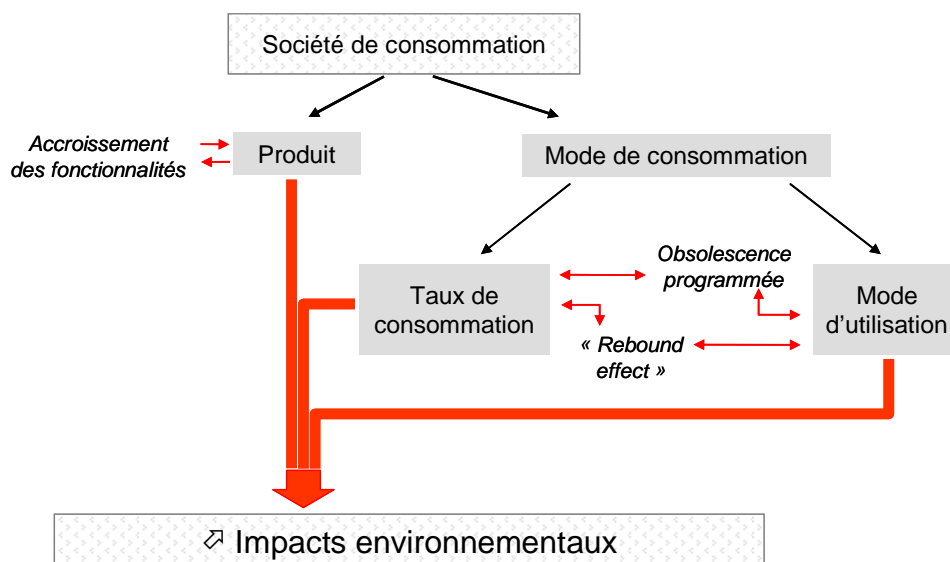 Société de consommation
Accroissement
des fonctionnalités
Produit
Mode de consommation
Obsolescence
programmée
Taux de
consommation
Mode
d’utilisation
« Rebound
effect »
⬀ Impacts environnementaux